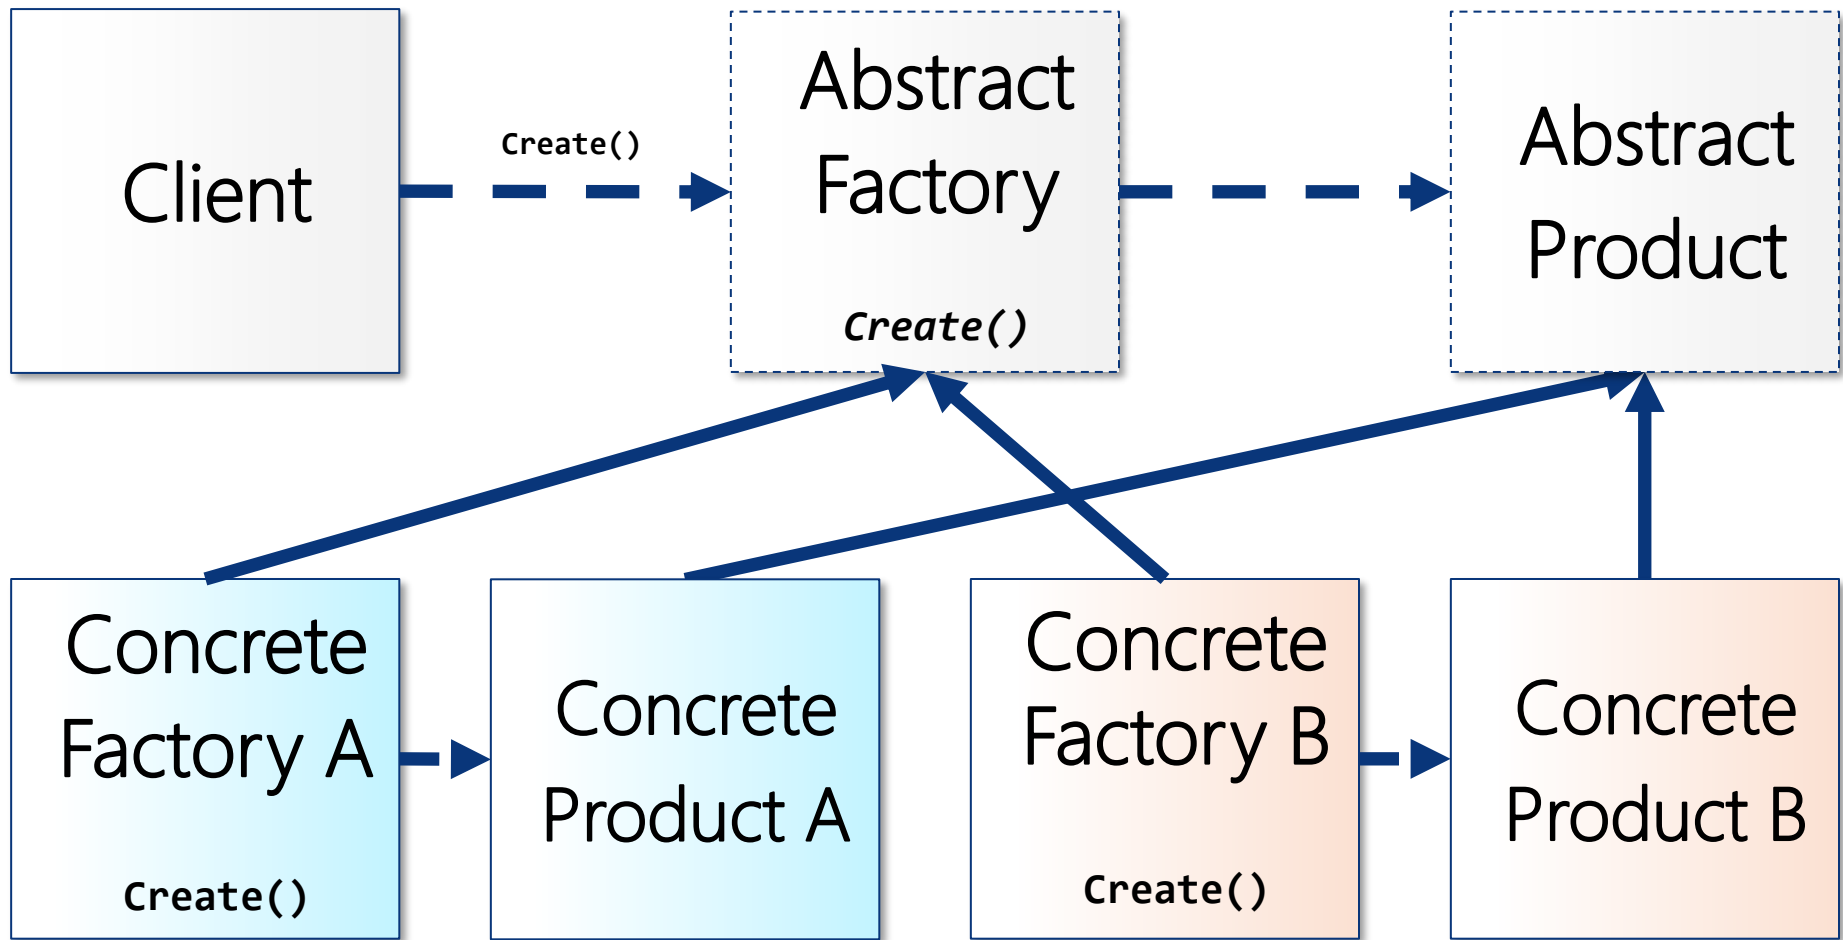 Client
Create()
Abstract
Factory
Create()
Abstract
Product
Concrete
Factory A
Create()
Concrete
Product A
Concrete
Factory B
Create()
Concrete
Product B